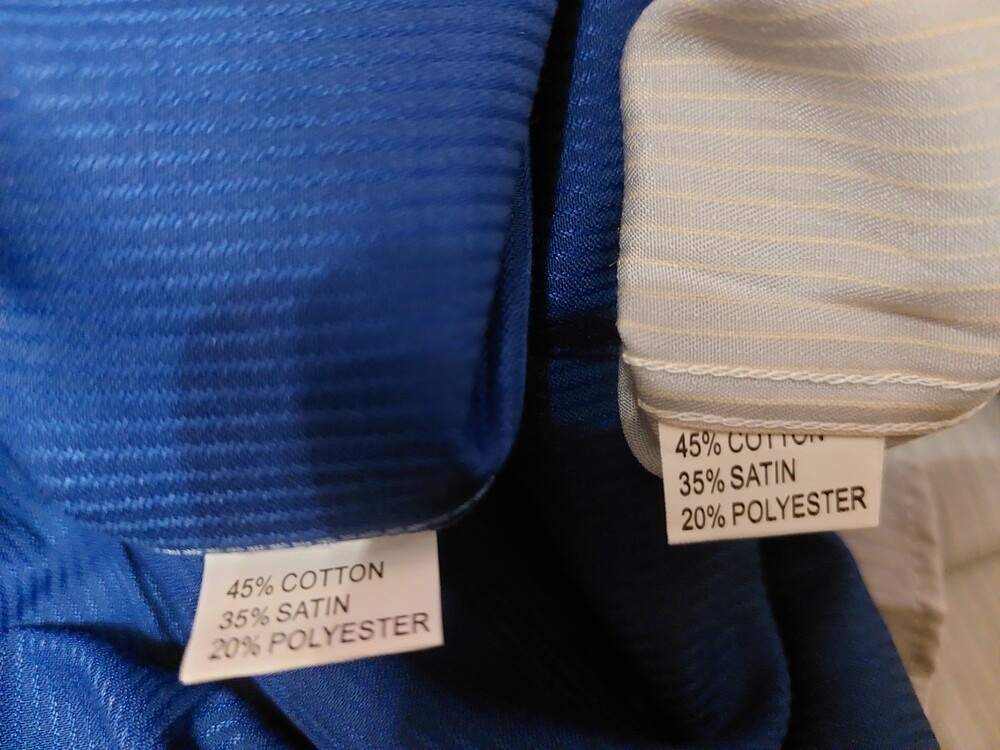 45% COTTON
35% SATIN
20% POLYESTER
45% COTTON
35% SATIN
20% POLYESTER